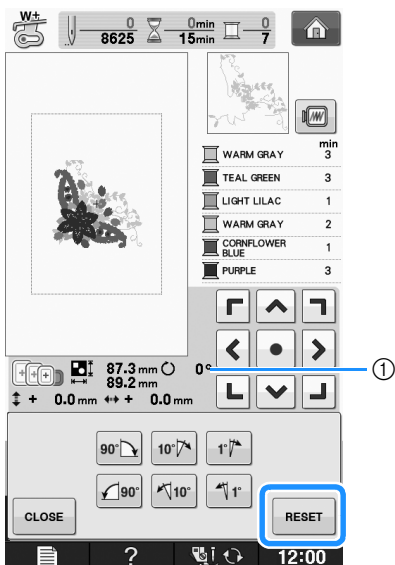 W±
0 0min 0
8625 15min 7
min
WARM GRAY 3
TEAL GREEN 3
LIGHT LILAC 1
WARM GRAY 2
CORNFLOWER
BLUE 1
PURPLE 3
87.3 mm 0°
89.2 mm
+ 0.0 mm + 0.0 mm
①
90° 10° 1°
90° 10° 1°
CLOSE RESET
? 12:00